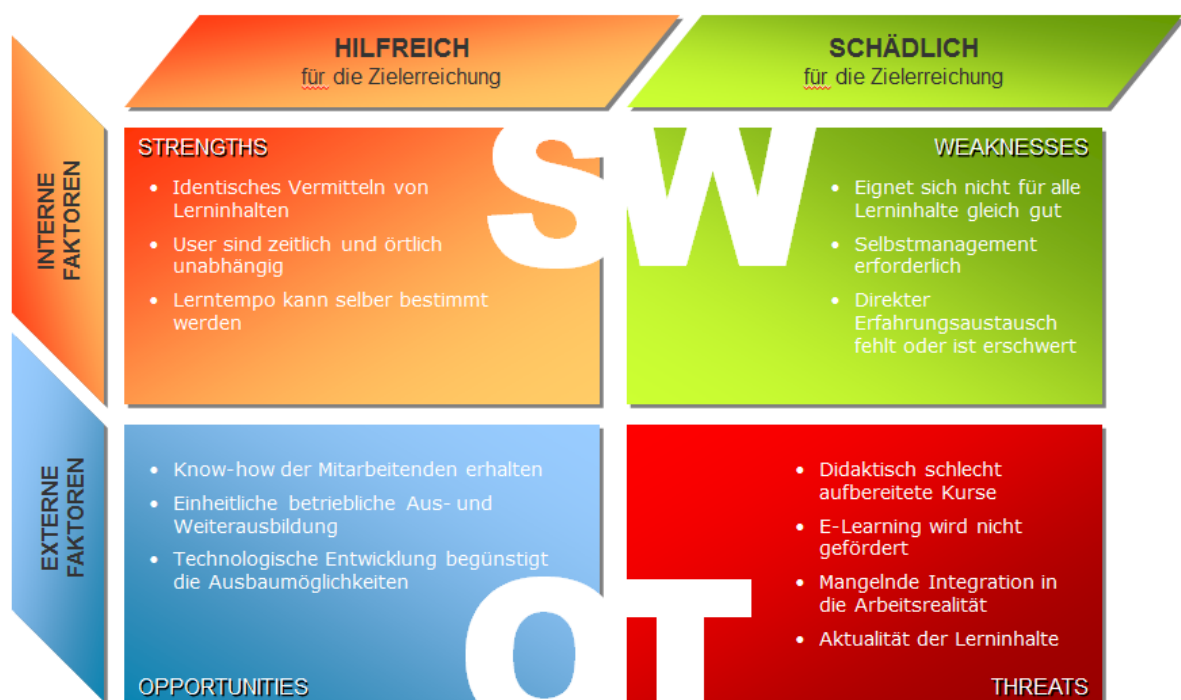 HILFREICH
für die Zielerreichung
SCHÄDLICH
für die Zielerreichung
INTERNE
FAKTOREN
STRENGTHS
• Identisches Vermitteln von
Lerninhalten
• User sind zeitlich und örtlich
unabhängig
• Lerntempo kann selber bestimmt
werden
S
W
WEAKNESSES
• Eignet sich nicht für alle
Lerninhalte gleich gut
• Selbstmanagement
erforderlich
• Direkter
Erfahrungsaustausch
fehlt oder ist erschwert
EXTERNE
FAKTOREN
• Know-how der Mitarbeitenden erhalten
• Einheitliche betriebliche Aus- und
Weiterausbildung
• Technologische Entwicklung begünstigt
die Ausbaumöglichkeiten
OPPORTUNITIES
O
T
• Didaktisch schlecht
aufbereitete Kurse
• E-Learning wird nicht
gefördert
• Mangelnde Integration in
die Arbeitsrealität
• Aktualität der Lerninhalte
THREATS